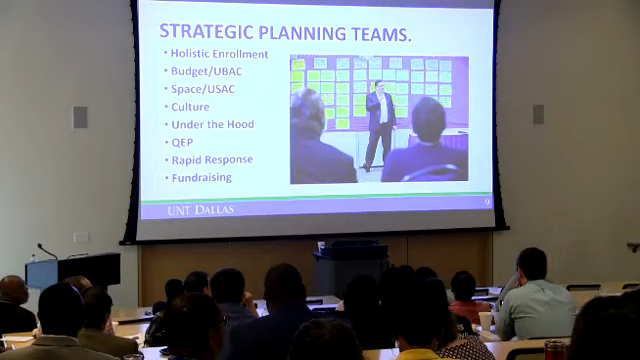 STRATEGIC PLANNING TEAMS.
• Holistic Enrollment
• Budget/UBAC
• Space/USAC
• Culture
• Under the Hood
• QEP
• Rapid Response
• Fundraising
UNT DALLAS
9